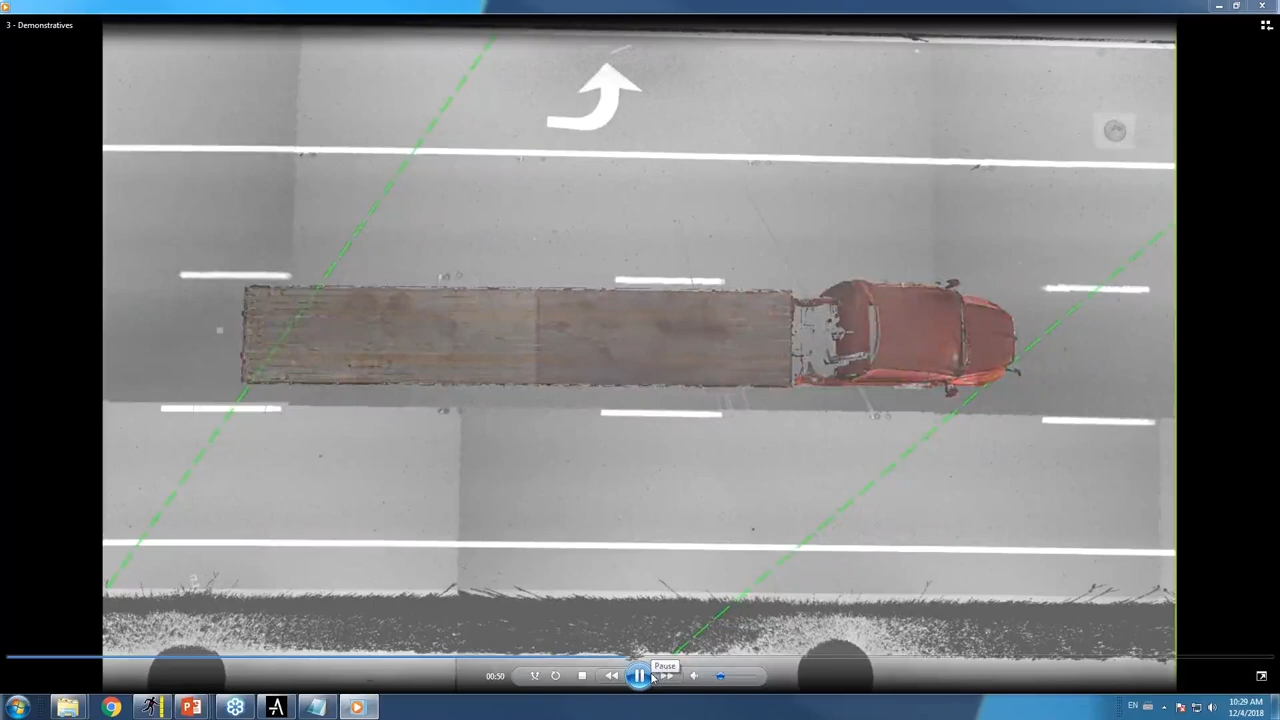 3 - Demonstratives
Pause
00:50
EN
10:29 AM
12/4/2018